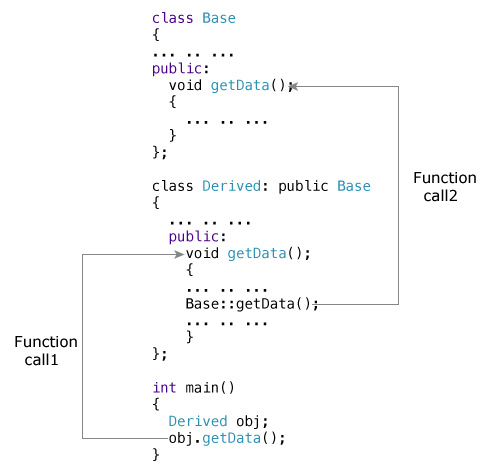 class Base
{
... .. ...
public:
void getData();
{
... .. ...
}
};
Function
call2
class Derived: public Base
{
... .. ...
public:
void getData();
{
... .. ...
Base::getData();
... .. ...
}
};
Function
call1
int main()
{
Derived obj;
obj.getData();
}